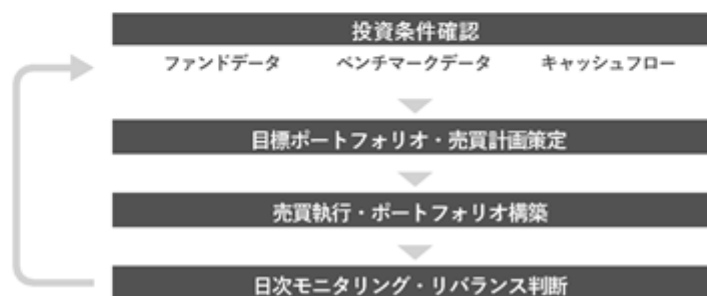 投資条件確認
ファンドデータ ベンチマークデータ キャッシュフロー
目標ポートフォリオ・売買計画策定
売買執行・ポートフォリオ構築
日次モニタリング・リバランス判断